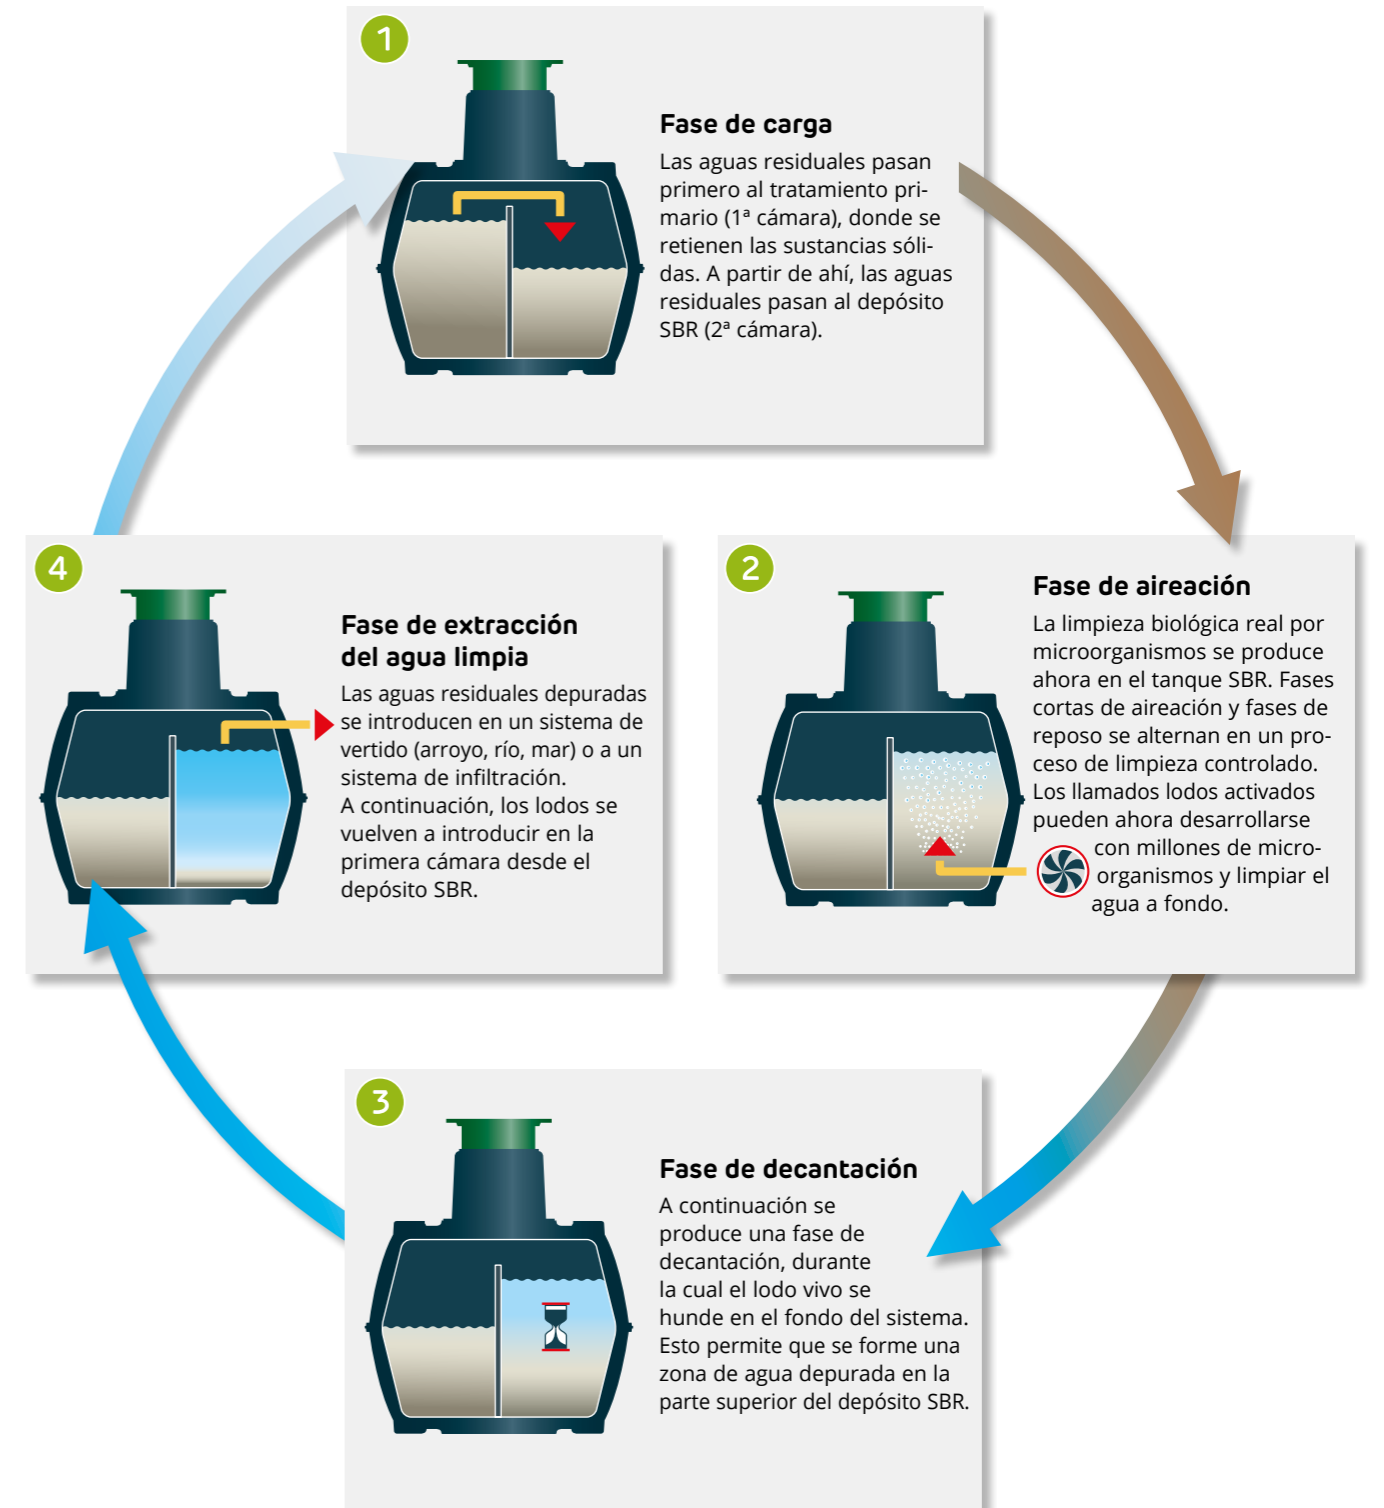 1
Fase de carga
Las aguas residuales pasan
primero al tratamiento pri-
mario (1ª cámara), donde se
retienen las sustancias sóli-
das. A partir de ahí, las aguas
residuales pasan al depósito
SBR (2ª cámara).
2
Fase de aireación
La limpieza biológica real por
microorganismos se produce
ahora en el tanque SBR. Fases
cortas de aireación y fases de
reposo se alternan en un pro-
ceso de limpieza controlado.
Los llamados lodos activados
pueden ahora desarrollarse
con millones de micro-
organismos y limpiar el
agua a fondo.
3
Fase de decantación
A continuación se
produce una fase de
decantación, durante
la cual el lodo vivo se
hunde en el fondo del sistema.
Esto permite que se forme una
zona de agua depurada en la
parte superior del depósito SBR.
4
Fase de extracción
del agua limpia
Las aguas residuales depuradas
se introducen en un sistema de
vertido (arroyo, río, mar) o a un
sistema de infiltración.
A continuación, los lodos se
vuelven a introducir en la
primera cámara desde el
depósito SBR.